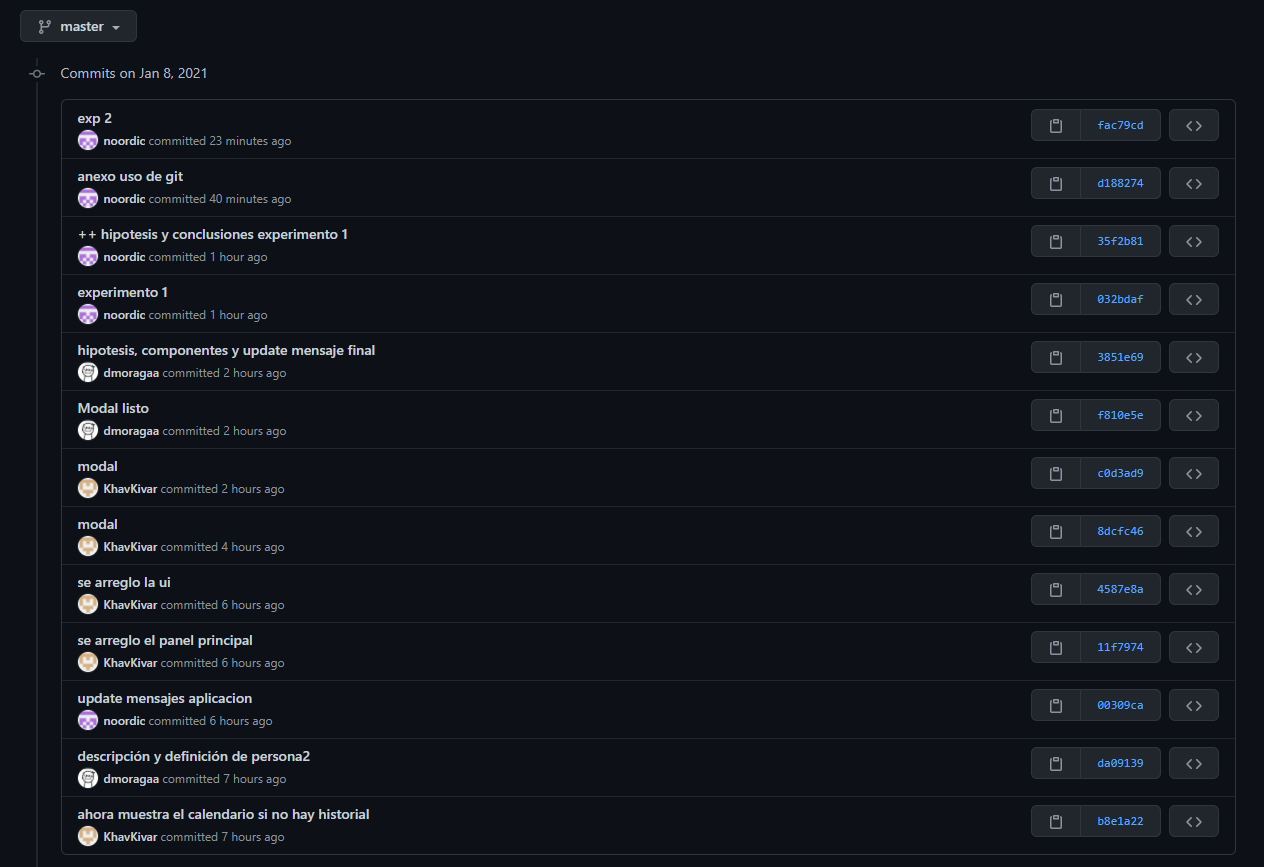 master
Commits on Jan 8, 2021
exp 2
noordic committed 23 minutes ago
fac79cd
anexo uso de git
noordic committed 40 minutes ago
d188274
++ hipotesis y conclusiones experimento 1
noordic committed 1 hour ago
35f2b81
experimento 1
noordic committed 1 hour ago
032bdaf
hipotesis, componentes y update mensaje final
dmoragaa committed 2 hours ago
3851e69
Modal listo
dmoragaa committed 2 hours ago
f810e5e
modal
KhavKivar committed 2 hours ago
c0d3ad9
modal
KhavKivar committed 4 hours ago
8dcfc46
se arreglo la ui
KhavKivar committed 6 hours ago
4587e8a
se arreglo el panel principal
KhavKivar committed 6 hours ago
11f7974
update mensajes aplicacion
noordic committed 6 hours ago
00309ca
descripción y definición de persona2
dmoragaa committed 7 hours ago
da09139
ahora muestra el calendario si no hay historial
KhavKivar committed 7 hours ago
b8e1a22